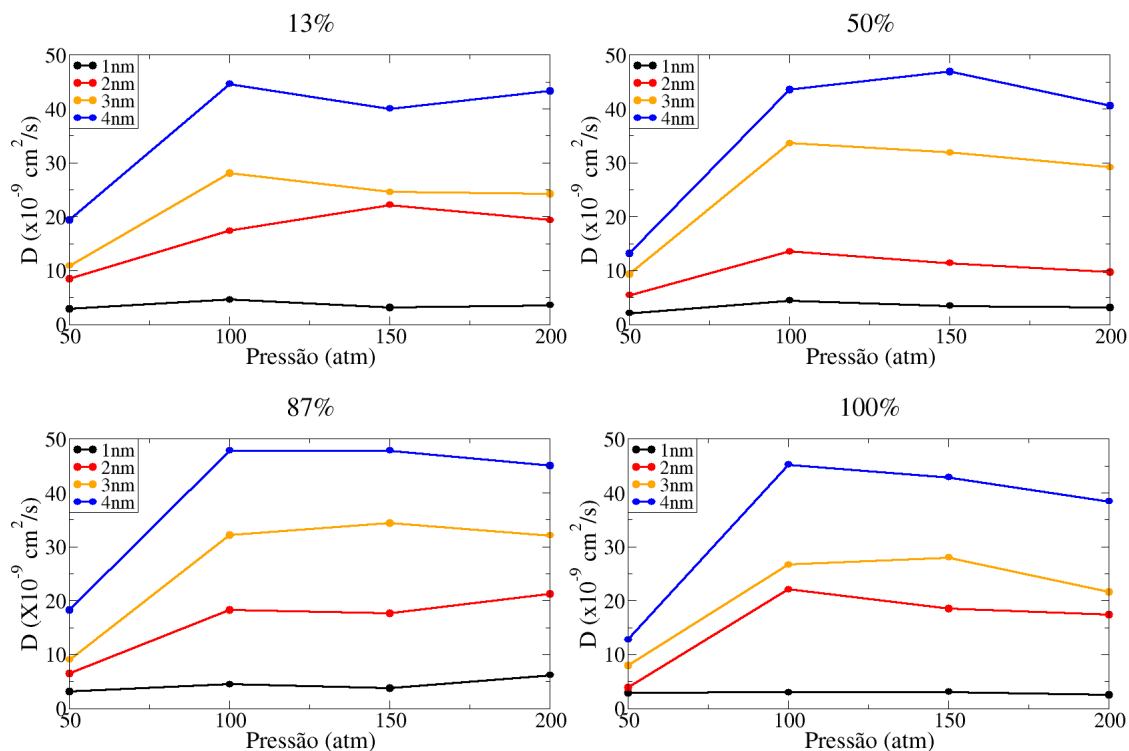 13%
50
40
30
20
10
0
D (x10⁻⁹ cm²/s)
1nm
2nm
3nm
4nm
50 100 150 200
Pressão (atm)
50%
50
40
30
20
10
0
D (x10⁻⁹ cm²/s)
1nm
2nm
3nm
4nm
50 100 150 200
Pressão (atm)
87%
50
40
30
20
10
0
D (X10⁻⁹ cm²/s)
1nm
2nm
3nm
4nm
50 100 150 200
Pressão (atm)
100%
50
40
30
20
10
0
D (x10⁻⁹ cm²/s)
1nm
2nm
3nm
4nm
50 100 150 200
Pressão (atm)